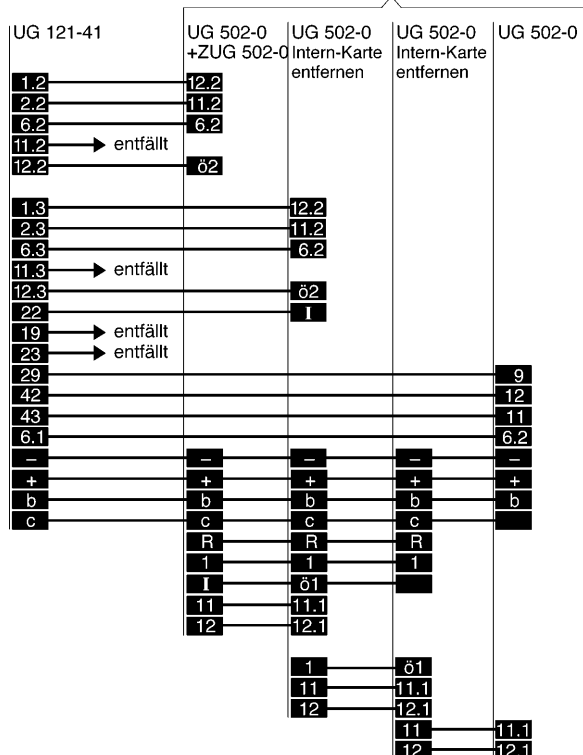 UG 121-41 UG 502-0 UG 502-0 UG 502-0 UG 502-0
+ZUG 502-0 Intern-Karte Intern-Karte
entfernen entfernen
1.2 12.2
2.2 11.2
6.2 6.2
11.2 entfällt
12.2 ö2
1.3 12.2
2.3 11.2
6.3 6.2
11.3 entfällt
12.3 ö2
22 I
19 entfällt
23 entfällt
29 9
42 12
43 11
6.1 6.2
– – – – –
+ + + + +
b b b b b
c c c c
R R R
1 1 1
I ö1
11 11.1
12 12.1
1 ö1
11 11.1
12 12.1
11 11.1
12 12.1